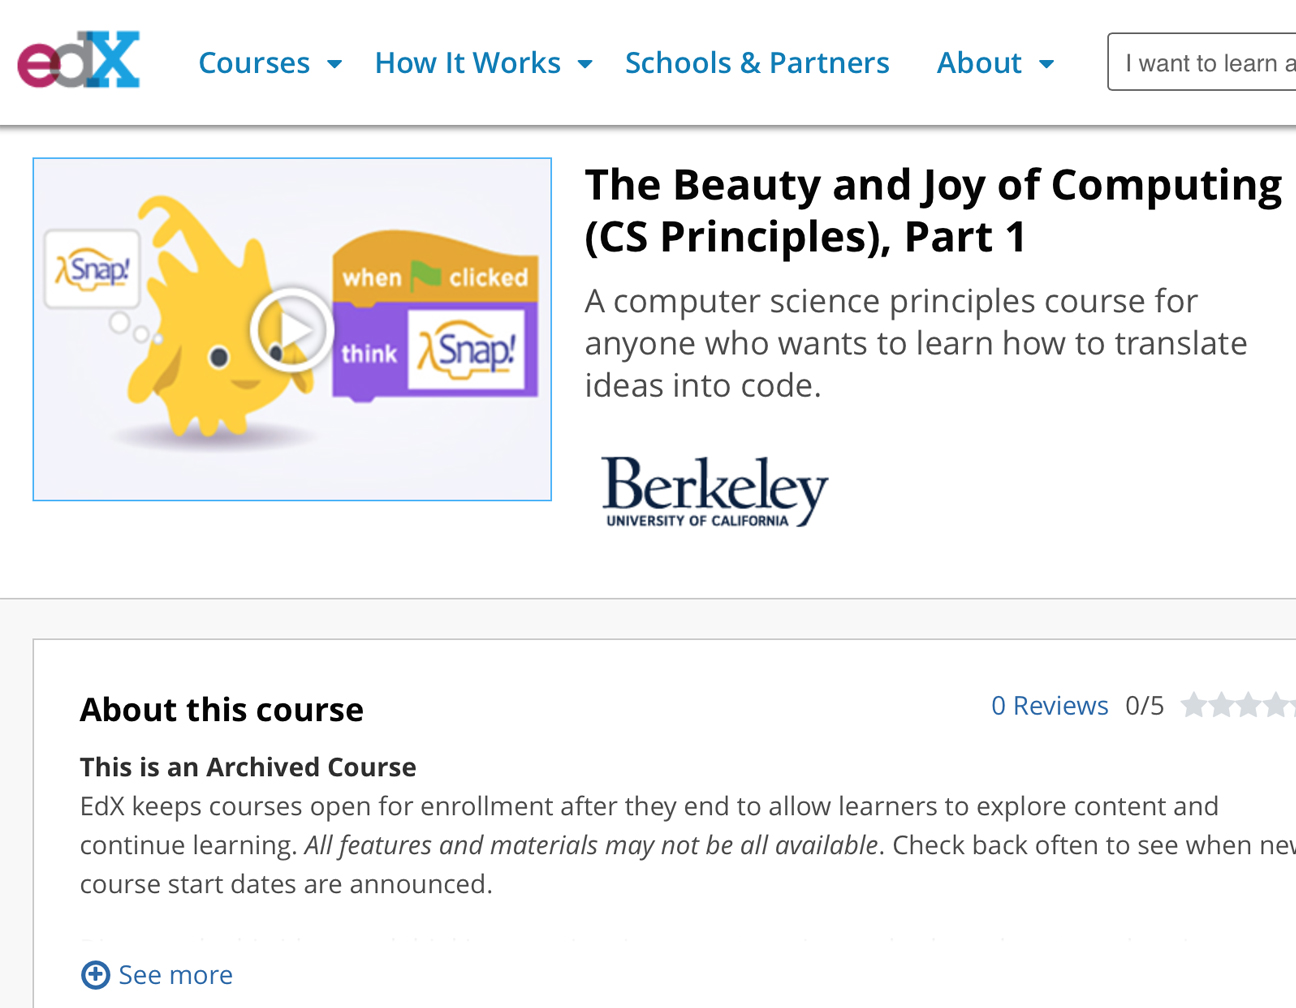 edX
Courses How It Works Schools & Partners About I want to learn a
λSnap!
when clicked
think λSnap!
The Beauty and Joy of Computing
(CS Principles), Part 1
A computer science principles course for
anyone who wants to learn how to translate
ideas into code.
Berkeley
UNIVERSITY OF CALIFORNIA
About this course
0 Reviews 0/5
This is an Archived Course
EdX keeps courses open for enrollment after they end to allow learners to explore content and
continue learning. All features and materials may not be all available. Check back often to see when new
course start dates are announced.
See more